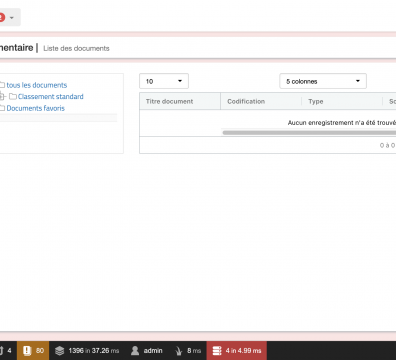 mentaire | Liste des documents
tous les documents
Classement standard
Documents favoris
10
5 colonnes
Titre document Codification Type
Aucun enregistrement n'a été trouvé
0 à 0
4 80 1396 in 37.26 ms admin 8 ms 4 in 4.99 ms